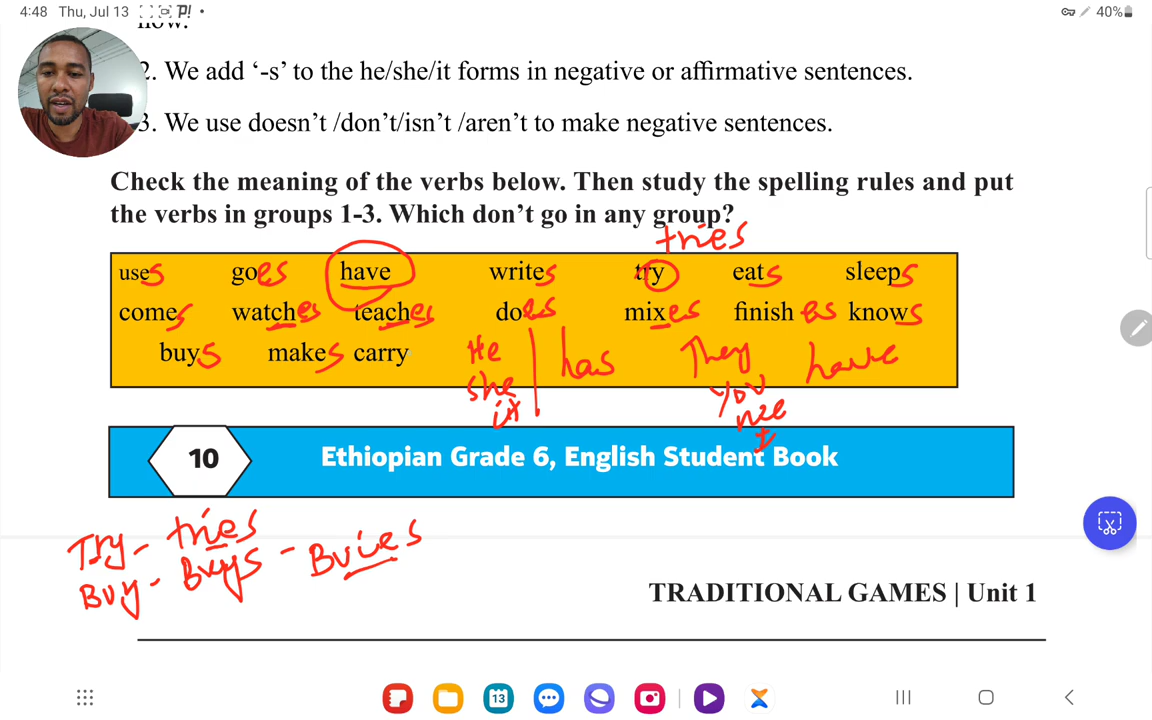 4:48 Thu, Jul 13 P! • 40%
now.
2. We add ‘-s’ to the he/she/it forms in negative or affirmative sentences.
3. We use doesn’t /don’t/isn’t /aren’t to make negative sentences.
Check the meaning of the verbs below. Then study the spelling rules and put
the verbs in groups 1-3. Which don’t go in any group?
tries
uses goes have writes try eats sleeps
comes watches teaches does mixes finishes knows
buys makes carry He has They have
she you
it we
I
10 Ethiopian Grade 6, English Student Book
Try - tries
Buy - Buys - Buies
TRADITIONAL GAMES | Unit 1
13